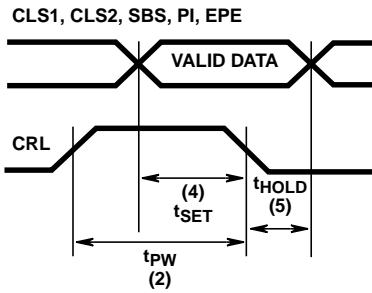 CLS1, CLS2, SBS, PI, EPE
VALID DATA
CRL
(4)
tSET
tHOLD
(5)
tPW
(2)